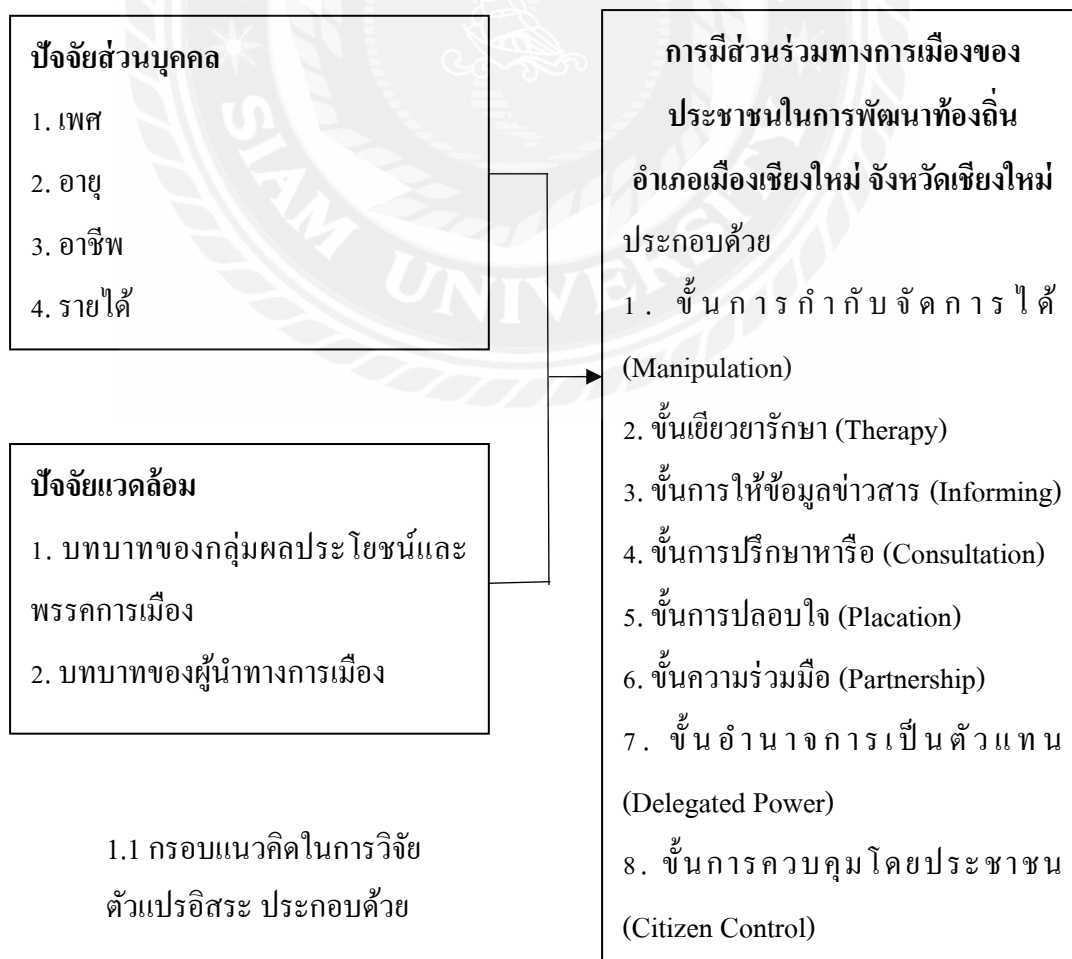 ปัจจัยส่วนบุคคล
1. เพศ
2. อายุ
3. อาชีพ
4. รายได้
ปัจจัยแวดล้อม
1. บทบาทของกลุ่มผลประโยชน์และ
พรรคการเมือง
2. บทบาทของผู้นำทางการเมือง
การมีส่วนร่วมทางการเมืองของ
ประชาชนในการพัฒนาท้องถิ่น
อำเภอเมืองเชียงใหม่ จังหวัดเชียงใหม่
ประกอบด้วย
1. ขั้นการกำกับจัดการได้
(Manipulation)
2. ขั้นเยียวยารักษา (Therapy)
3. ขั้นการให้ข้อมูลข่าวสาร (Informing)
4. ขั้นการปรึกษาหารือ (Consultation)
5. ขั้นการปลอบใจ (Placation)
6. ขั้นความร่วมมือ (Partnership)
7. ขั้นอำนาจการเป็นตัวแทน
(Delegated Power)
8. ขั้นการควบคุมโดยประชาชน
(Citizen Control)
1.1 กรอบแนวคิดในการวิจัย
ตัวแปรอิสระ ประกอบด้วย
SIAM UNIVERSITY